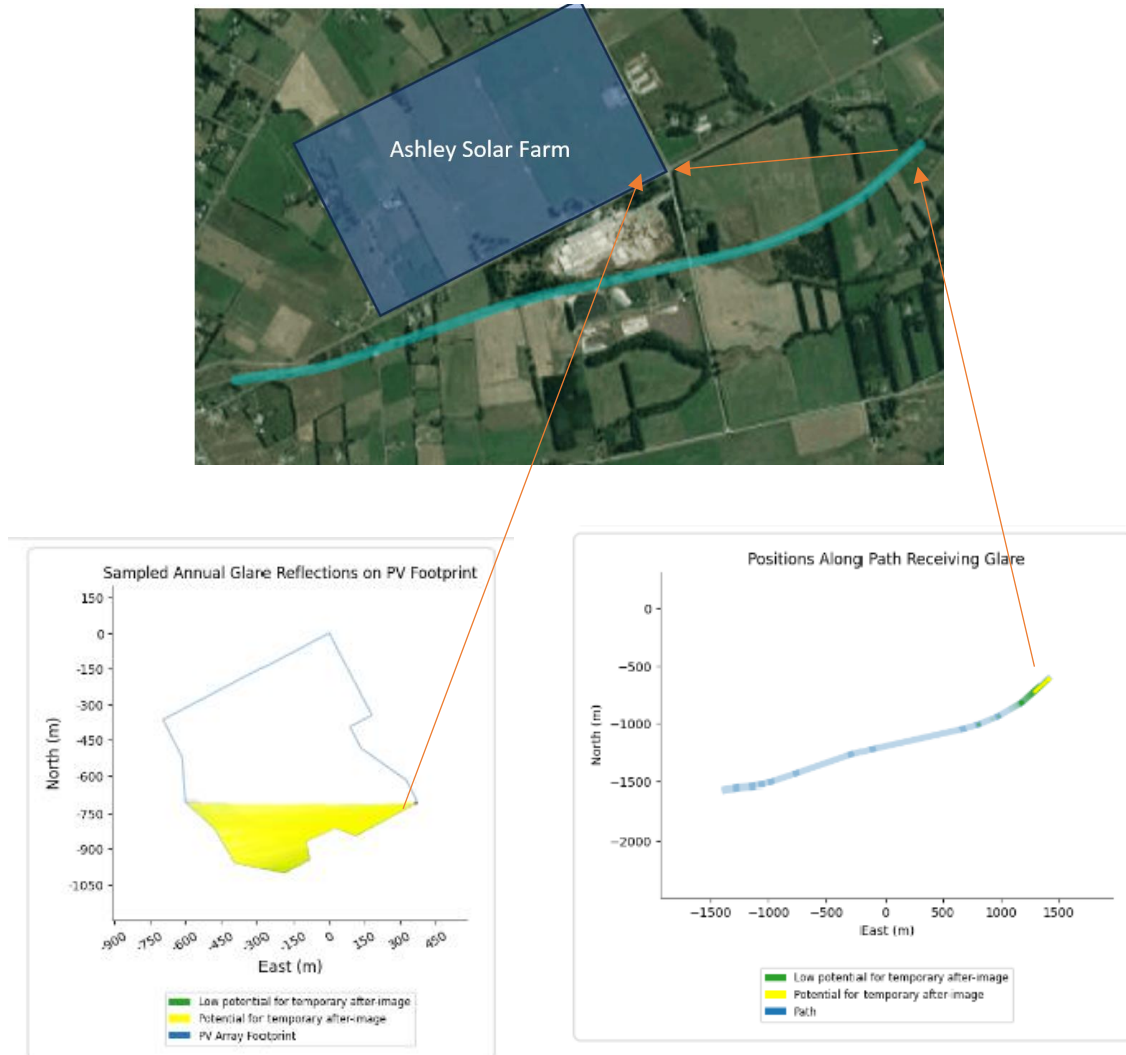 Ashley Solar Farm
Sampled Annual Glare Reflections on PV Footprint
150
0
-150
-300
-450
-600
-750
-900
-1050
North (m)
-900
-750
-600
-450
-300
-150
0
150
300
450
East (m)
Low potential for temporary after-image
Potential for temporary after-image
PV Array Footprint
Positions Along Path Receiving Glare
0
−500
−1000
−1500
−2000
North (m)
−1500
−1000
−500
0
500
1000
1500
East (m)
Low potential for temporary after-image
Potential for temporary after-image
Path